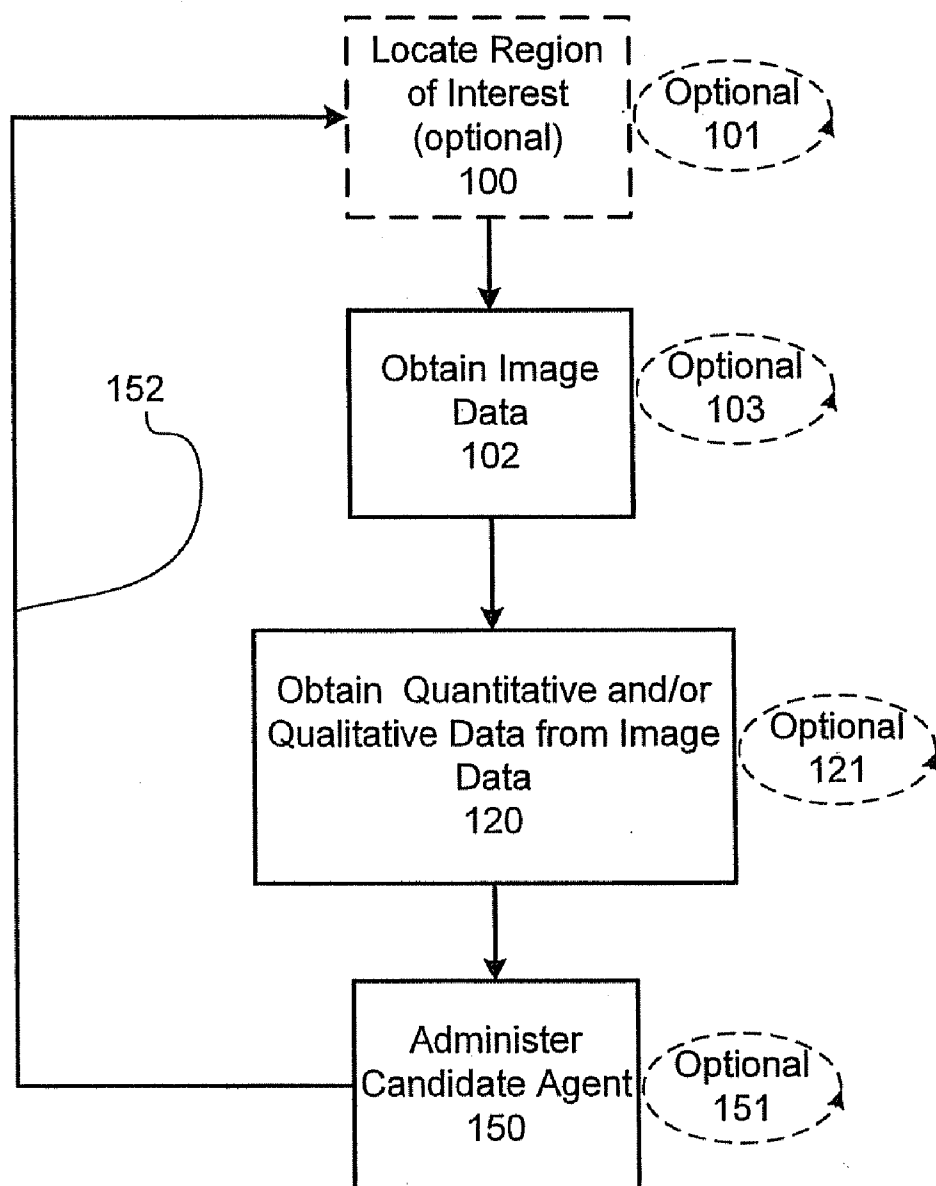 Locate Region
of Interest
(optional)
100
Optional
101
Obtain Image
Data
102
Optional
103
152
Obtain Quantitative and/or
Qualitative Data from Image
Data
120
Optional
121
Administer
Candidate Agent
150
Optional
151